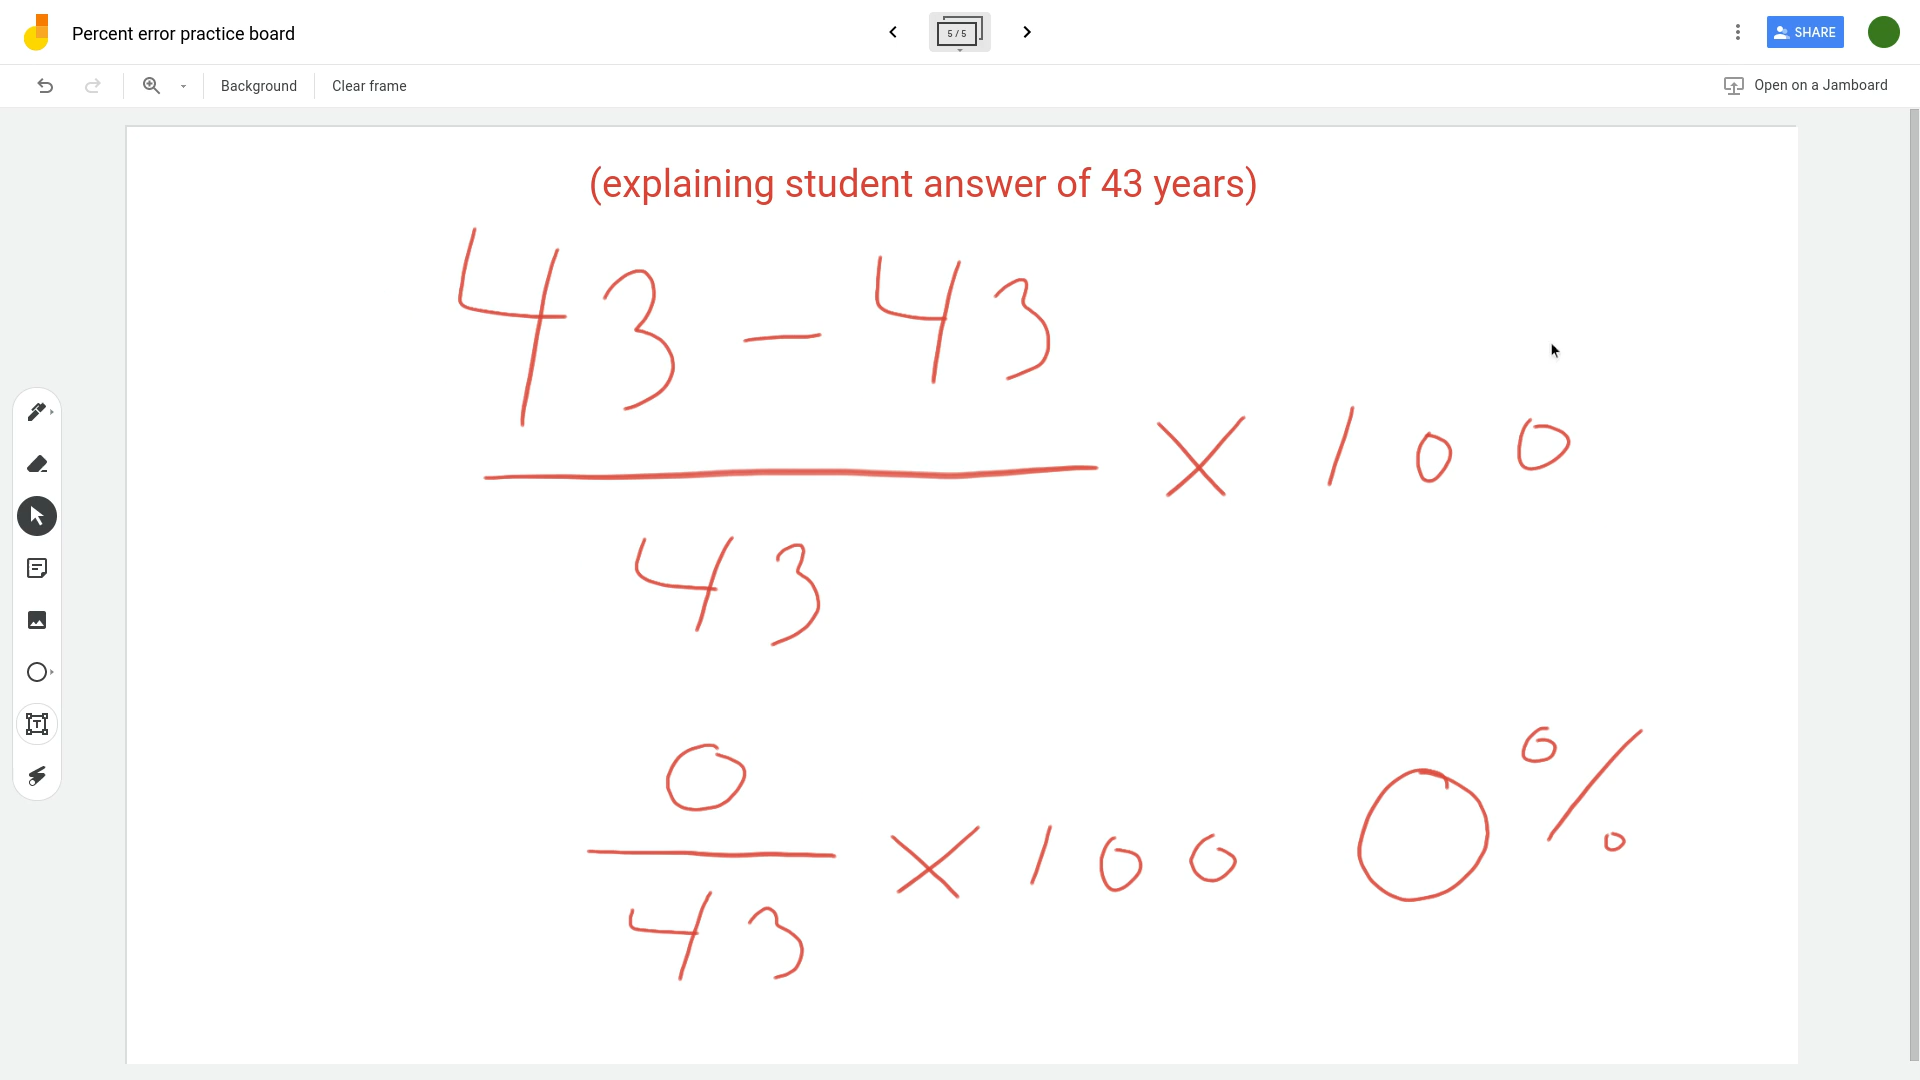 Percent error practice board
5 / 5
SHARE
Background
Clear frame
Open on a Jamboard
(explaining student answer of 43 years)
43 - 43
x 100
43
0
x 100
0%
43
T